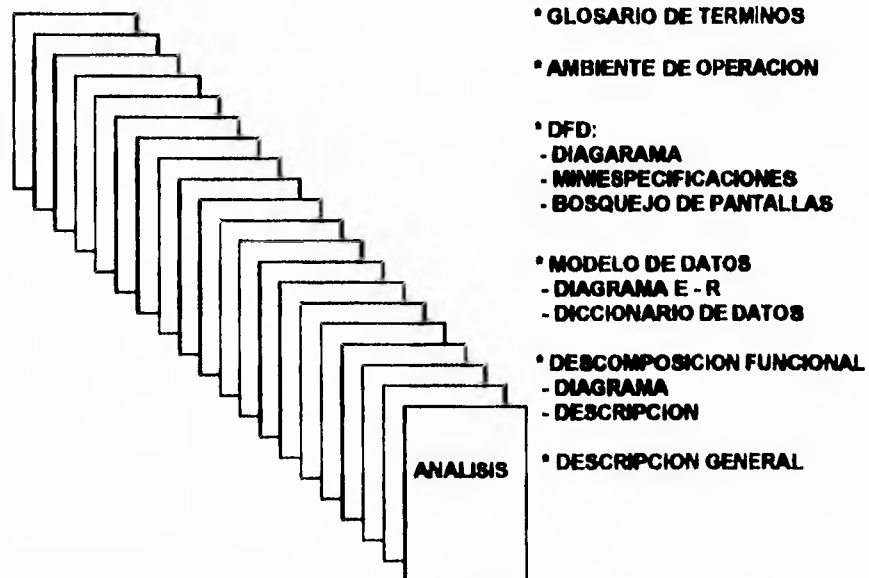 * GLOSARIO DE TERMINOS
* AMBIENTE DE OPERACION
* DFD:
- DIAGARAMA
- MINIESPECIFICACIONES
- BOSQUEJO DE PANTALLAS
* MODELO DE DATOS
- DIAGRAMA E - R
- DICCIONARIO DE DATOS
* DESCOMPOSICION FUNCIONAL
- DIAGRAMA
- DESCRIPCION
* DESCRIPCION GENERAL
ANALISIS